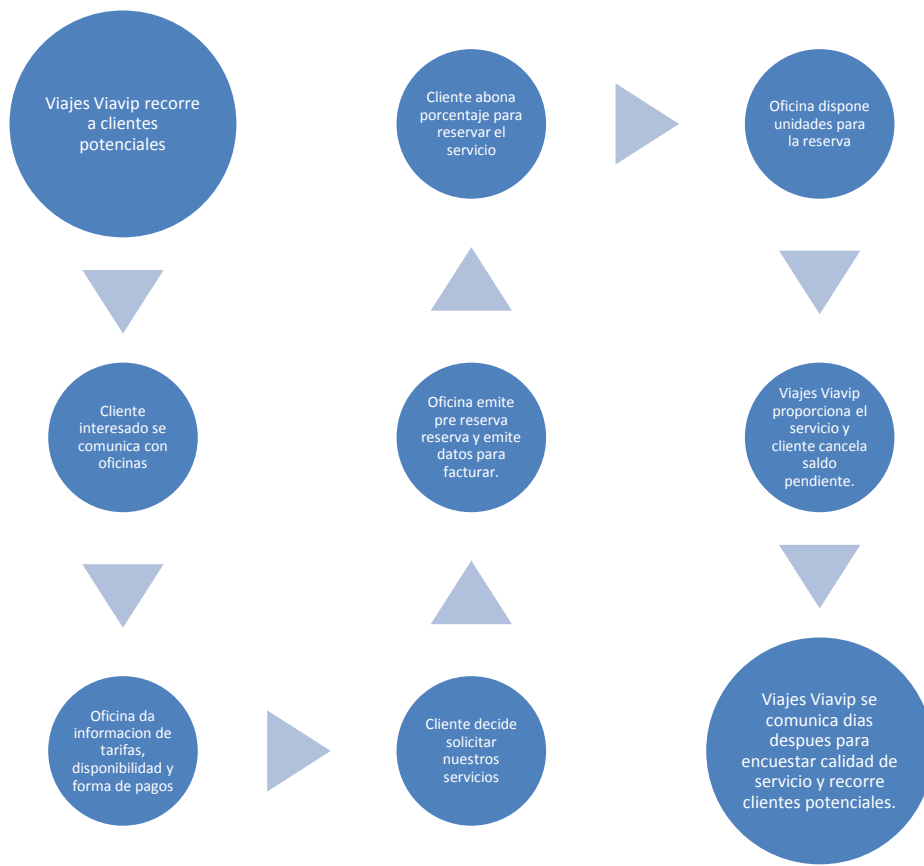 Viajes Viavip recorre
a clientes
potenciales
Cliente
interesado se
comunica con
oficinas
Oficina da
informacion de
tarifas,
disponibilidad y
forma de pagos
Cliente decide
solicitar
nuestros
servicios
Oficina emite
pre reserva
reserva y emite
datos para
facturar.
Cliente abona
porcentaje para
reservar el
servicio
Oficina dispone
unidades para
la reserva
Viajes Viavip
proporciona el
servicio y
cliente cancela
saldo
pendiente.
Viajes Viavip se
comunica dias
despues para
encuestar calidad de
servicio y recorre
clientes potenciales.